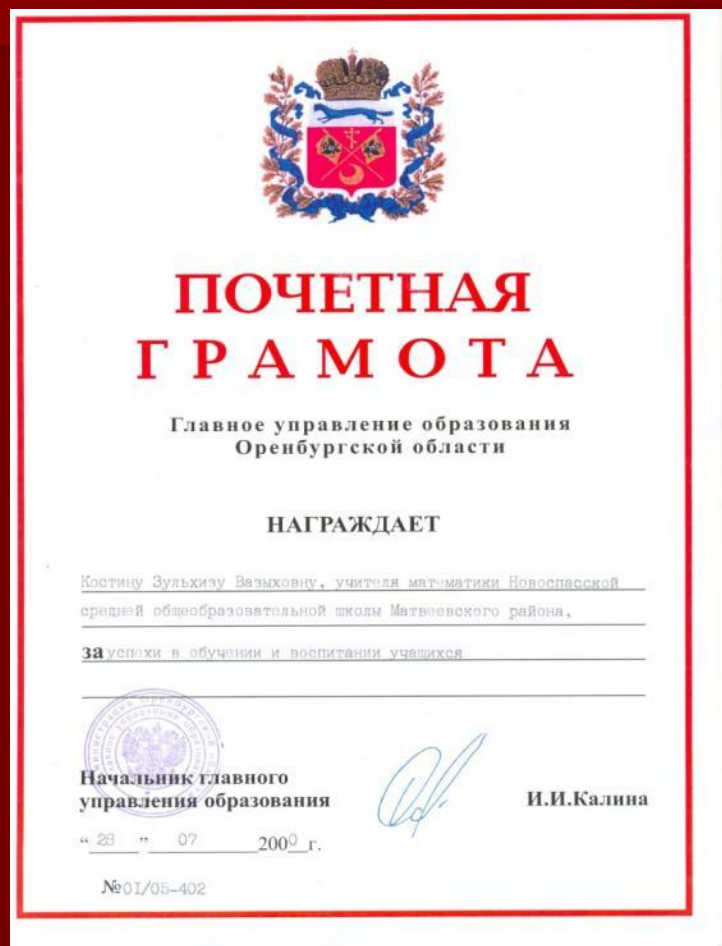 ПОЧЕТНАЯ
ГРАМОТА
Главное управление образования
Оренбургской области
НАГРАЖДАЕТ
Костину Зульхизу Вазыховну, учителя математики Новоспасской
средней общеобразовательной школы Матвеевского района,
за успехи в обучении и воспитании учащихся
Начальник главного
управления образования
И.И.Калина
“ 28 ” 07 2000 г.
№01/05-402